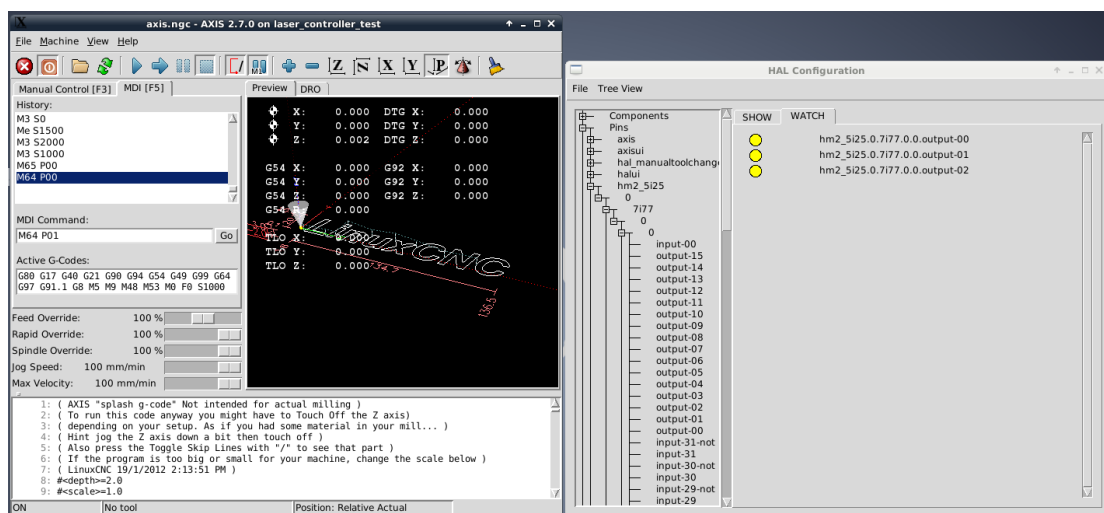 axis.ngc - AXIS 2.7.0 on laser_controller_test
File Machine View Help
Manual Control [F3] MDI [F5]
History:
M3 S0
Me S1500
M3 S2000
M3 S1000
M65 P00
M64 P00
MDI Command:
M64 P01 Go
Active G-Codes:
G80 G17 G40 G21 G90 G94 G54 G49 G99 G64
G97 G91.1 G8 M5 M9 M48 M53 M0 F0 S1000
Feed Override: 100 %
Rapid Override: 100 %
Spindle Override: 100 %
Jog Speed: 100 mm/min
Max Velocity: 100 mm/min
Preview DRO
X: 0.000 DTG X: 0.000
Y: 0.000 DTG Y: 0.000
Z: 0.002 DTG Z: 0.000
G54 X: 0.000 G92 X: 0.000
G54 Y: 0.000 G92 Y: 0.000
G54 Z: 0.000 G92 Z: 0.000
G54 R: 0.000
TLO X: 0.000
TLO Y: 0.000
TLO Z: 0.000
LinuxCNC
136.5
1: ( AXIS "splash g-code" Not intended for actual milling )
2: ( To run this code anyway you might have to Touch Off the Z axis)
3: ( depending on your setup. As if you had some material in your mill... )
4: ( Hint jog the Z axis down a bit then touch off )
5: ( Also press the Toggle Skip Lines with "/" to see that part )
6: ( If the program is too big or small for your machine, change the scale below )
7: ( LinuxCNC 19/1/2012 2:13:51 PM )
8: #<depth>=2.0
9: #<scale>=1.0
ON No tool Position: Relative Actual
HAL Configuration
File Tree View
Components
Pins
axis
axisui
hal_manualtoolchang
halui
hm2_5i25
0
7i77
0
0
input-00
output-15
output-14
output-13
output-12
output-11
output-10
output-09
output-08
output-07
output-06
output-05
output-04
output-03
output-02
output-01
output-00
input-31-not
input-31
input-30-not
input-30
input-29-not
input-29
SHOW WATCH
hm2_5i25.0.7i77.0.0.output-00
hm2_5i25.0.7i77.0.0.output-01
hm2_5i25.0.7i77.0.0.output-02